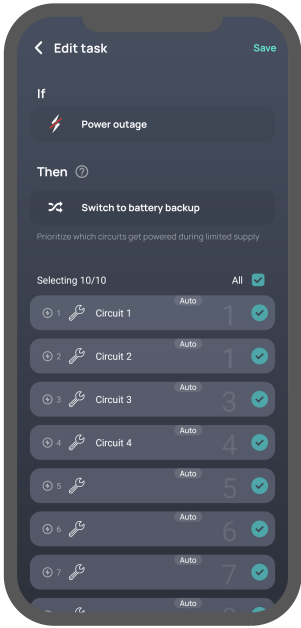 Edit task
Save
If
Power outage
Then ?
Switch to battery backup
Prioritize which circuits get powered during limited supply
Selecting 10/10 All
Auto
1 Circuit 1 1
Auto
2 Circuit 2 1
Auto
3 Circuit 3 3
Auto
4 Circuit 4 4
Auto
5 5
Auto
6 6
Auto
7 7
Auto